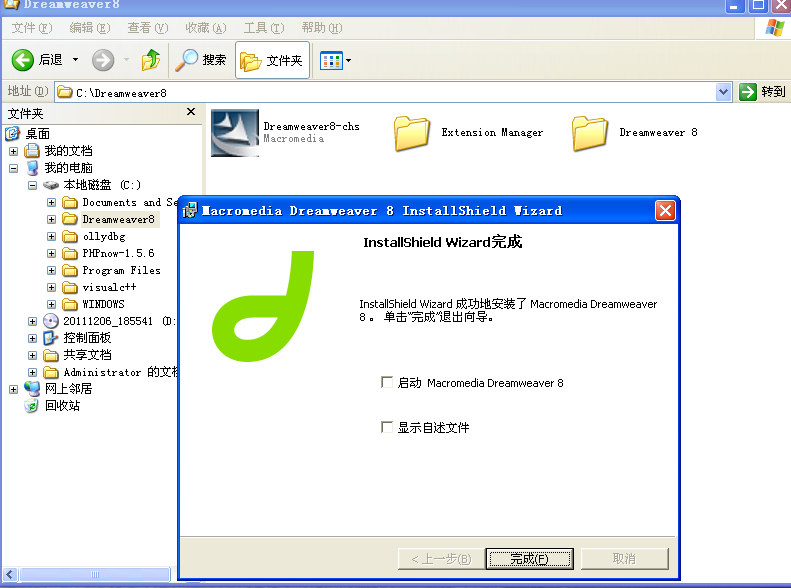 Dreamweaver8
文件(F) 编辑(E) 查看(V) 收藏(A) 工具(T) 帮助(H)
后退 搜索 文件夹
地址(D) C:\Dreamweaver8 转到
文件夹
桌面
我的文档
我的电脑
本地磁盘 (C:)
Documents and Se
Dreamweaver8
ollydbg
PHPnow-1.5.6
Program Files
visualc++
WINDOWS
20111206_185541 (D:
控制面板
共享文档
Administrator 的文档
网上邻居
回收站
Dreamweaver8-chs
Macromedia
Extension Manager
Dreamweaver 8
Macromedia Dreamweaver 8 InstallShield Wizard
InstallShield Wizard完成
InstallShield Wizard 成功地安装了 Macromedia Dreamweaver
8 。 单击“完成”退出向导。
启动 Macromedia Dreamweaver 8
显示自述文件
< 上一步(B) 完成(F) 取消